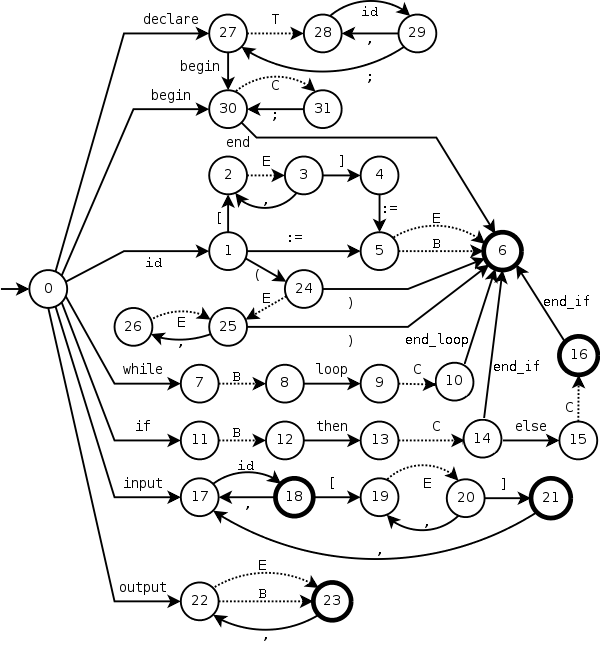 declare
27
T
28
id
29
,
;
begin
begin
30
C
31
;
end
2
E
3
]
4
,
[
:=
E
id
1
:=
5
B
6
(
24
)
0
E
26
E
25
,
)
end_loop
end_if
while
7
B
8
loop
9
C
10
end_if
16
C
if
11
B
12
then
13
C
14
else
15
input
17
id
18
,
[
19
E
20
,
]
21
,
output
22
E
B
23
,